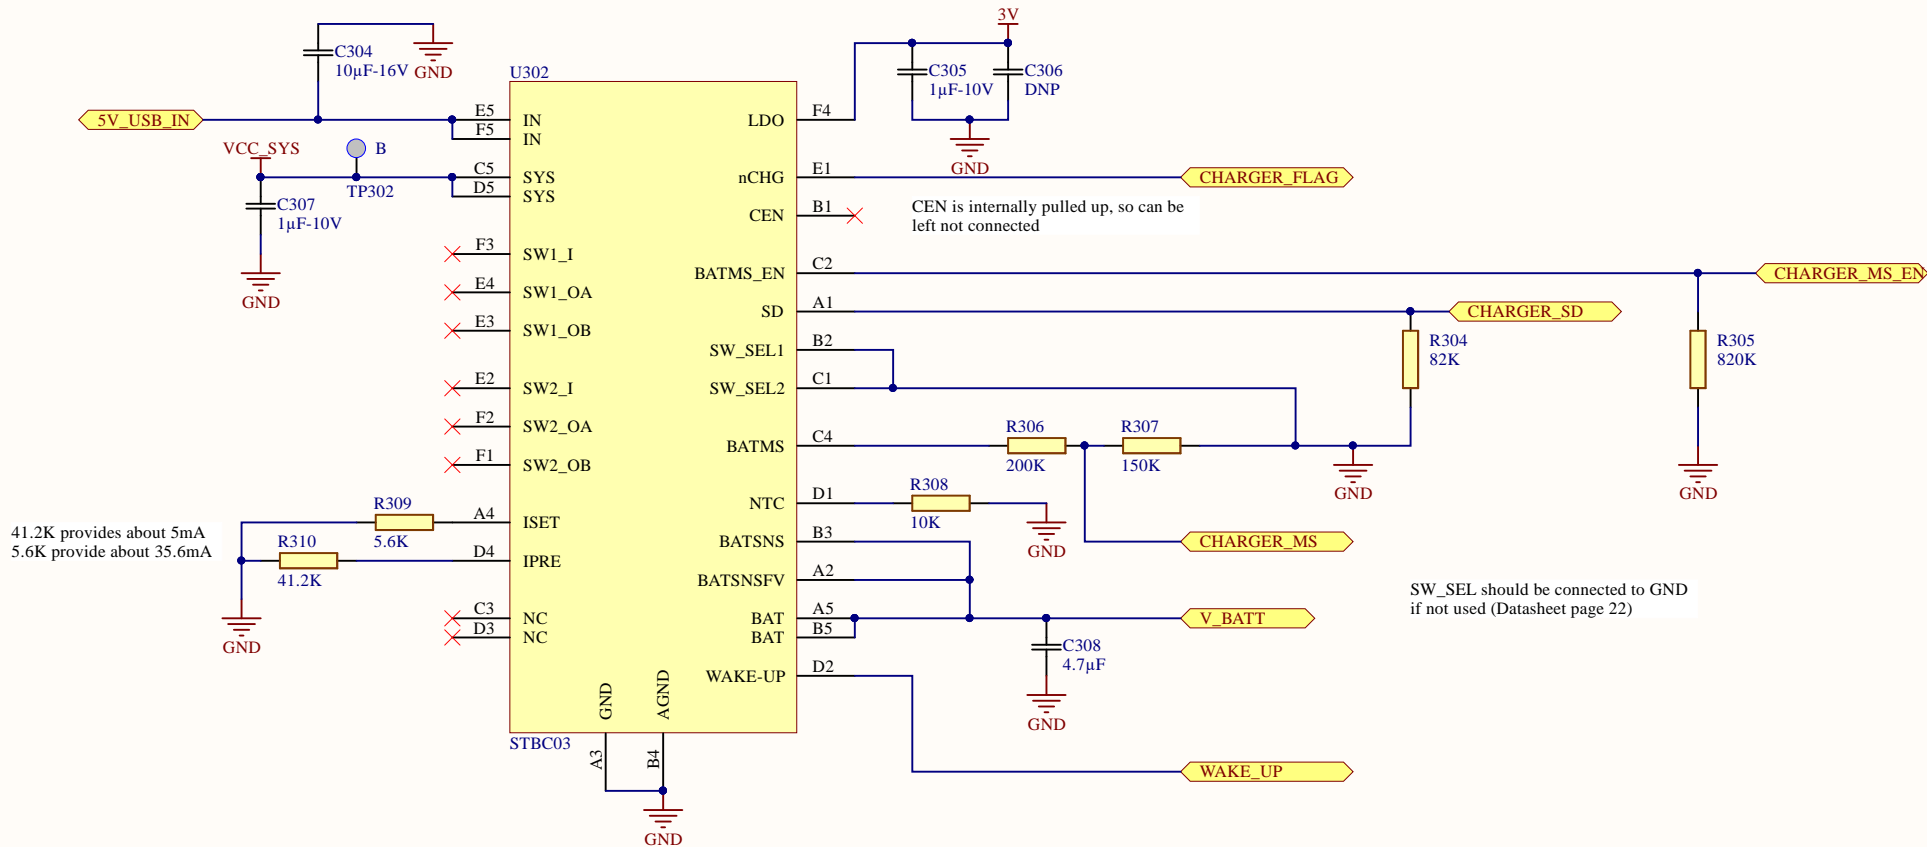 3V
C304
10µF-16V
GND
C305
1µF-10V
C306
DNP
U302
5V_USB_IN
E5
IN
F5
IN
LDO
F4
GND
VCC_SYS
B
TP302
C5
SYS
D5
SYS
nCHG
E1
CHARGER_FLAG
C307
1µF-10V
GND
CEN
B1
CEN is internally pulled up, so can be
left not connected
F3
SW1_I
E4
SW1_OA
E3
SW1_OB
BATMS_EN
C2
CHARGER_MS_EN
SD
A1
CHARGER_SD
R304
82K
R305
820K
SW_SEL1
B2
SW_SEL2
C1
E2
SW2_I
F2
SW2_OA
F1
SW2_OB
BATMS
C4
R306
200K
R307
150K
GND
GND
NTC
D1
R308
10K
GND
41.2K provides about 5mA
5.6K provide about 35.6mA
R309
5.6K
A4
ISET
R310
41.2K
D4
IPRE
GND
BATSNS
B3
CHARGER_MS
BATSNSFV
A2
SW_SEL should be connected to GND
if not used (Datasheet page 22)
C3
NC
D3
NC
BAT
A5
BAT
B5
V_BATT
C308
4.7µF
GND
WAKE-UP
D2
GND
AGND
STBC03
A3
B4
GND
WAKE_UP